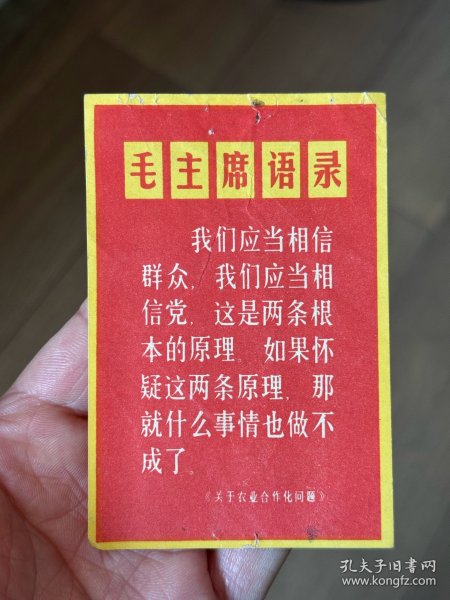 毛主席语录
我们应当相信
群众，我们应当相
信党，这是两条根
本的原理。如果怀
疑这两条原理，那
就什么事情也做不
成了。
《关于农业合作化问题》
孔夫子旧书网
www.kongfz.com